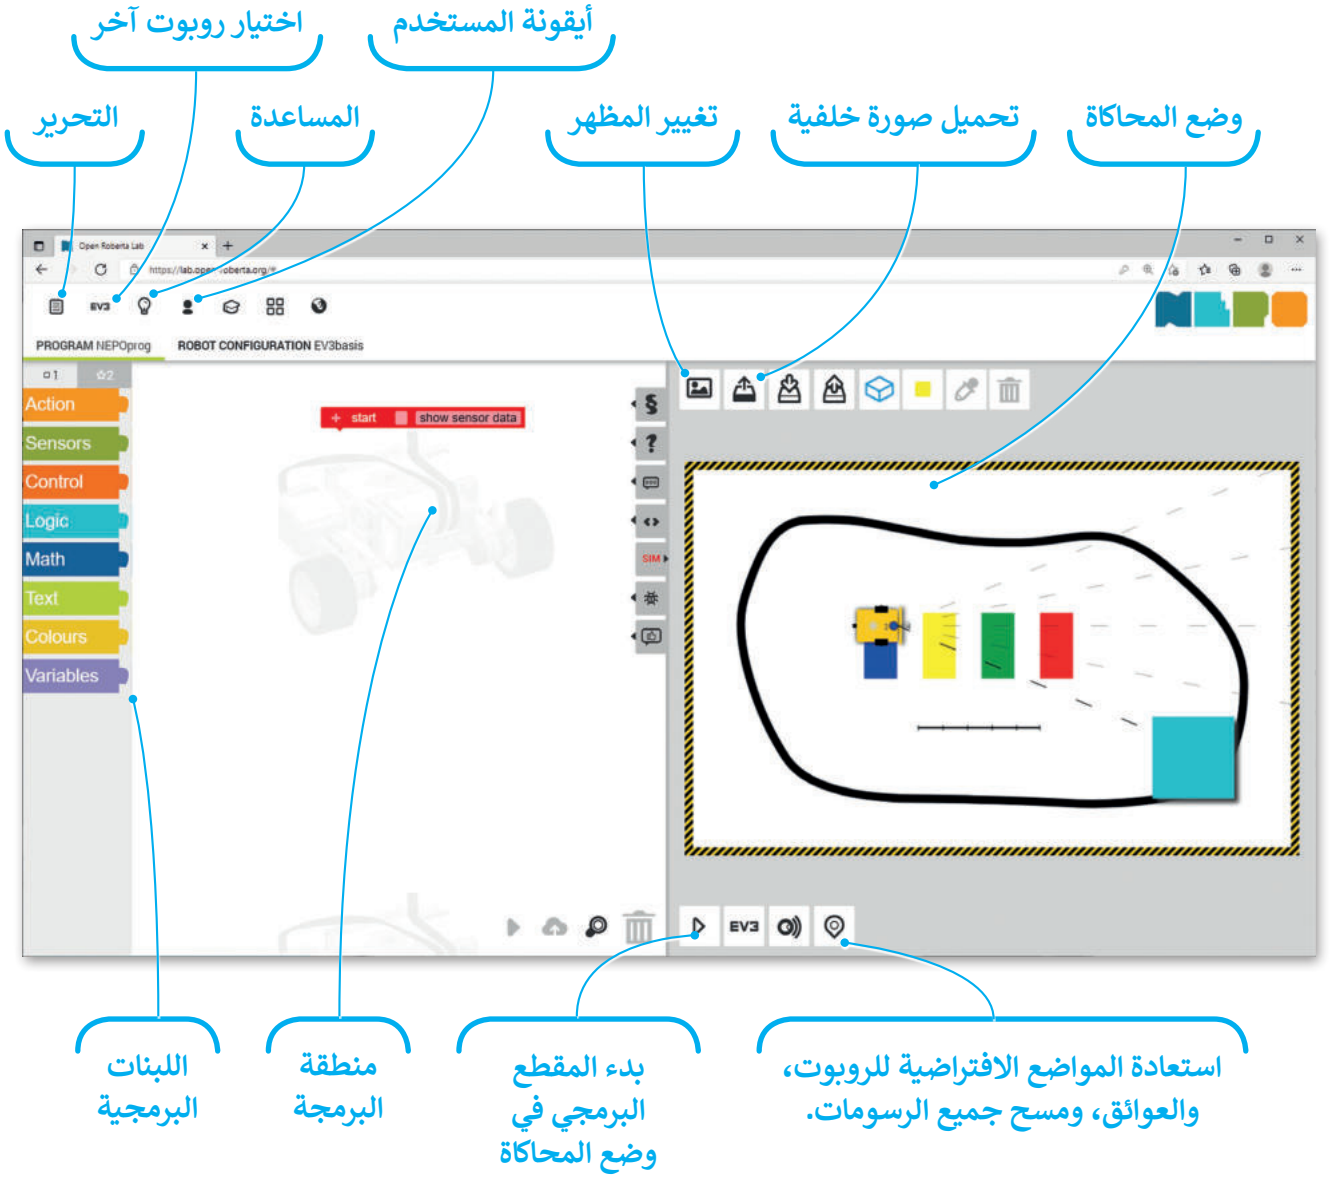 اختيار روبوت آخر
أيقونة المستخدم
التحرير
المساعدة
تغيير المظهر
تحميل صورة خلفية
وضع المحاكاة
Open Roberta Lab
EV3
PROGRAM NEPOprog
ROBOT CONFIGURATION EV3basis
1
2
Action
Sensors
Control
Logic
Math
Text
Colours
Variables
+ start show sensor data
SIM
EV3
اللبنات
البرمجية
منطقة
البرمجة
بدء المقطع
البرمجي في
وضع المحاكاة
استعادة المواضع الافتراضية للروبوت،
والعوائق، ومسح جميع الرسومات.